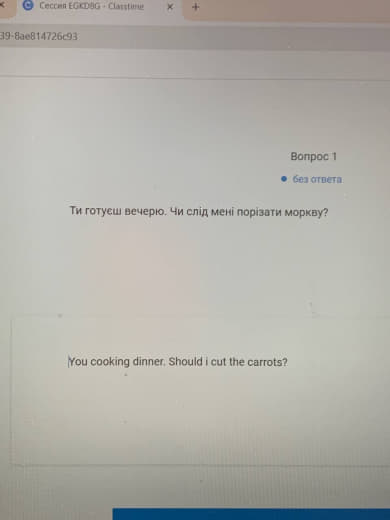 Сессия EGKD8G - Classtime
39-8ae814726c93
Вопрос 1
без ответа
Ти готуєш вечерю. Чи слід мені порізати моркву?
You cooking dinner. Should i cut the carrots?